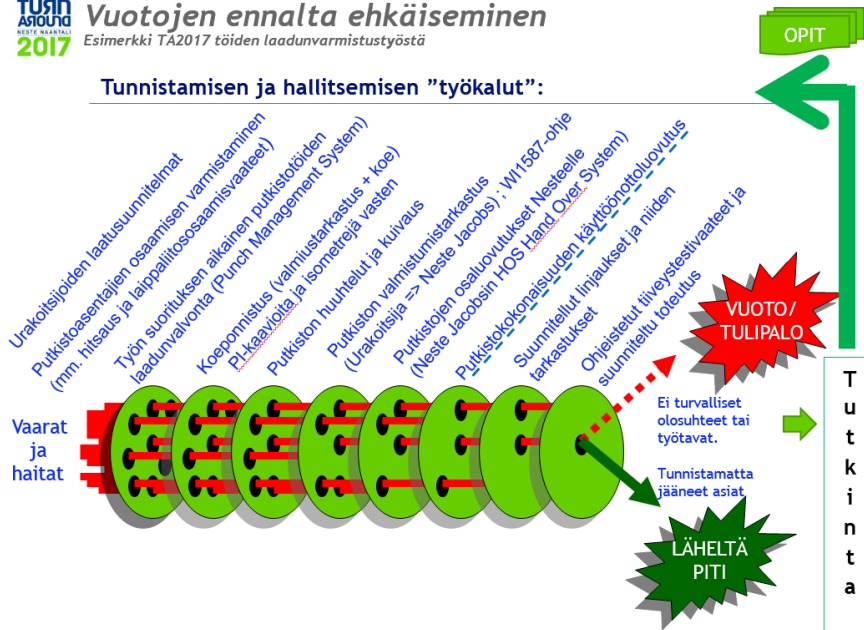 TURN
AROUND
NESTE NAANTALI
2017
Vuotojen ennalta ehkäiseminen
Esimerkki TA2017 töiden laadunvarmistustyöstä
OPIT
Tunnistamisen ja hallitsemisen ”työkalut”:
Urakoitsijoiden laatusuunnitelmat
Putkistoasentajien osaamisen varmistaminen
(mm. hitsaus ja laippaliitososaamisvaateet)
Työn suorituksen aikainen putkistotöiden
laadunvalvonta (Punch Management System)
Koeponnistus (valmiustarkastus + koe)
PI-kaavioita ja isometrejä vasten
Putkiston huuhtelut ja kuivaus
Putkiston valmistumistarkastus
(Urakoitsija => Neste Jacobs) ; WI1587-ohje
Putkistojen osaluovutukset Nesteelle
(Neste Jacobsin HOS Hand Over System)
Putkistokokonaisuuden käyttöönottoluovutus
Suunnitellut linjaukset ja niiden
tarkastukset
Ohjeistetut tiiveystestivaateet ja
suunniteltu toteutus
Vaarat
ja
haitat
VUOTO/
TULIPALO
Ei turvalliset
olosuhteet tai
työtavat.
Tunnistamatta
jääneet asiat
LÄHELTÄ
PITI
T
u
t
k
i
n
t
a